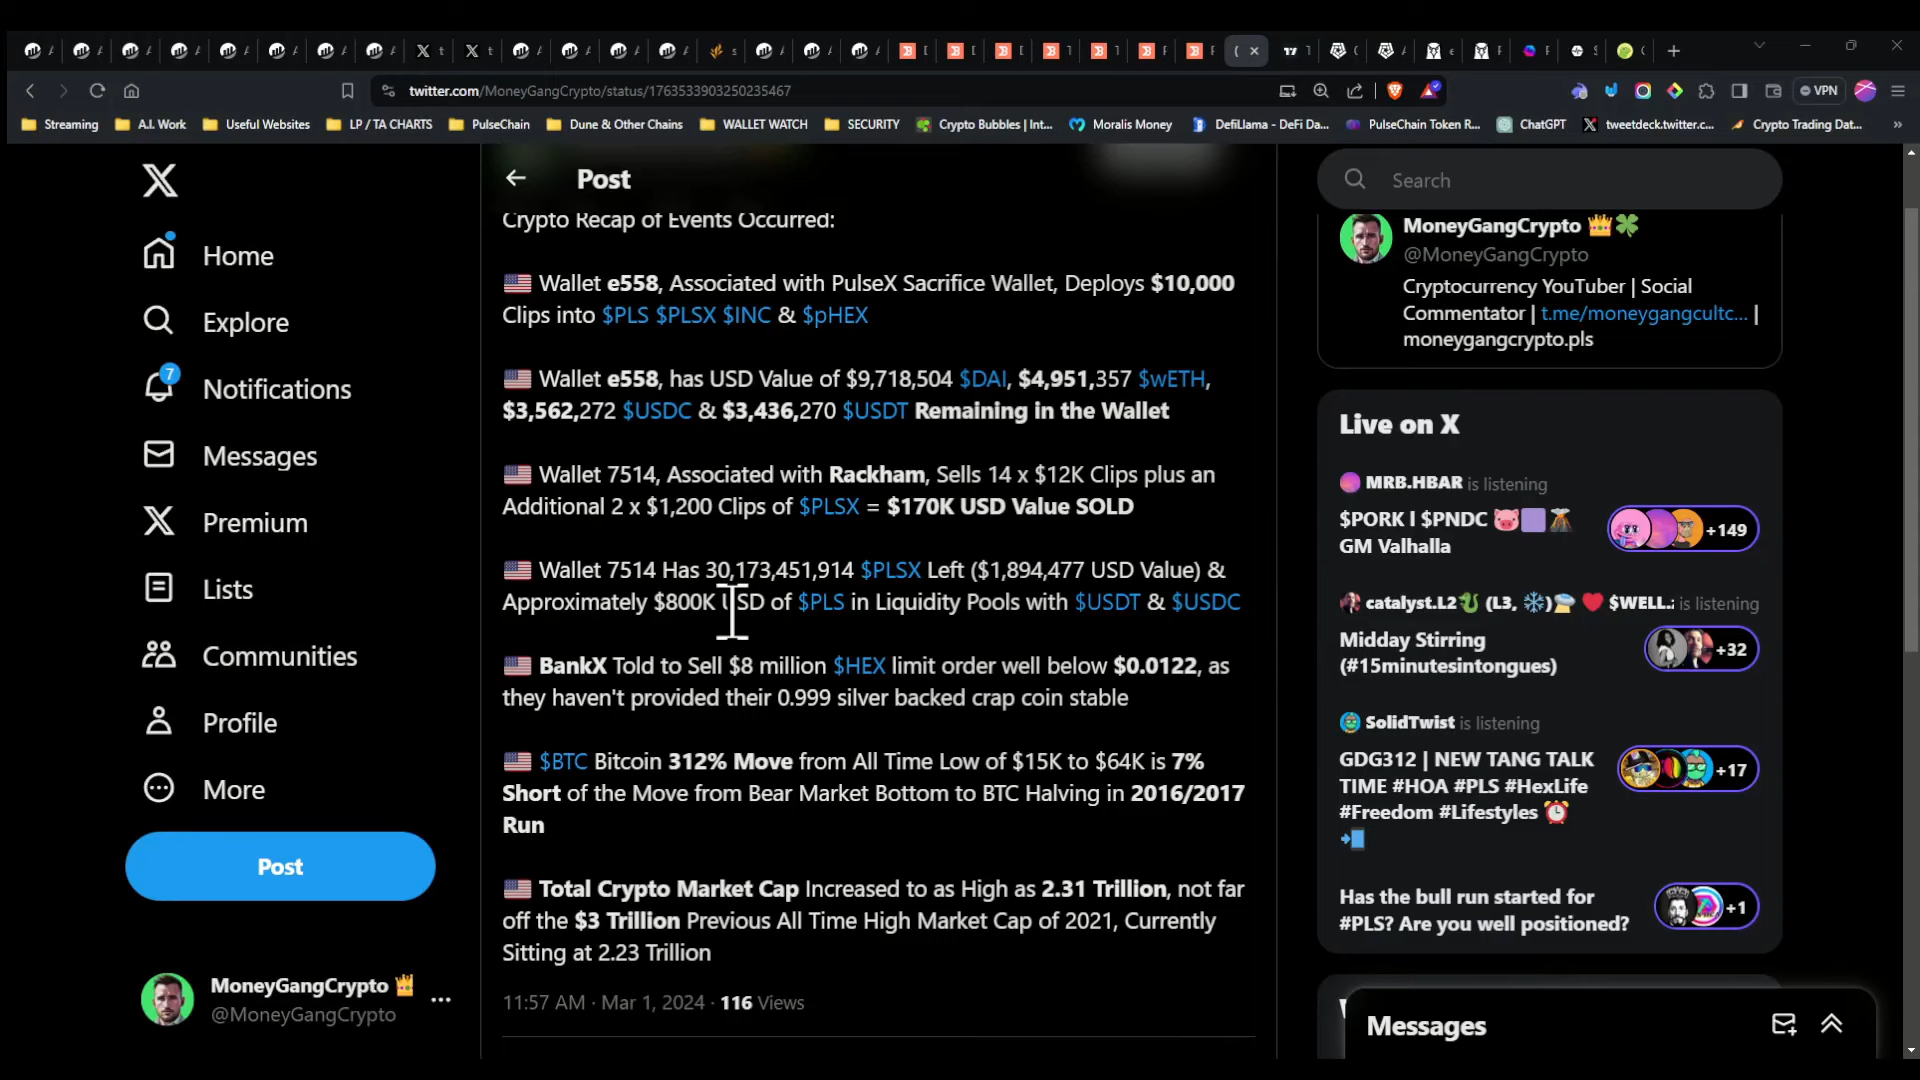 twitter.com/MoneyGangCrypto/status/1763533903250235467
VPN
Streaming
A.I. Work
Useful Websites
LP / TA CHARTS
PulseChain
Dune & Other Chains
WALLET WATCH
SECURITY
Crypto Bubbles | Int...
Moralis Money
DefiLlama - DeFi Da...
PulseChain Token R...
ChatGPT
tweetdeck.twitter.c...
Crypto Trading Dat...
Home
Explore
7
Notifications
Messages
Premium
Lists
Communities
Profile
More
Post
MoneyGangCrypto
@MoneyGangCrypto
Post
Crypto Recap of Events Occurred:
Wallet e558, Associated with PulseX Sacrifice Wallet, Deploys $10,000
Clips into $PLS $PLSX $INC & $pHEX
Wallet e558, has USD Value of $9,718,504 $DAI, $4,951,357 $wETH,
$3,562,272 $USDC & $3,436,270 $USDT Remaining in the Wallet
Wallet 7514, Associated with Rackham, Sells 14 x $12K Clips plus an
Additional 2 x $1,200 Clips of $PLSX = $170K USD Value SOLD
Wallet 7514 Has 30,173,451,914 $PLSX Left ($1,894,477 USD Value) &
Approximately $800K USD of $PLS in Liquidity Pools with $USDT & $USDC
BankX Told to Sell $8 million $HEX limit order well below $0.0122, as
they haven't provided their 0.999 silver backed crap coin stable
$BTC Bitcoin 312% Move from All Time Low of $15K to $64K is 7%
Short of the Move from Bear Market Bottom to BTC Halving in 2016/2017
Run
Total Crypto Market Cap Increased to as High as 2.31 Trillion, not far
off the $3 Trillion Previous All Time High Market Cap of 2021, Currently
Sitting at 2.23 Trillion
11:57 AM · Mar 1, 2024 · 116 Views
Search
MoneyGangCrypto
@MoneyGangCrypto
Cryptocurrency YouTuber | Social
Commentator | t.me/moneygangcultc... |
moneygangcrypto.pls
Live on X
MRB.HBAR is listening
$PORK l $PNDC
GM Valhalla
+149
catalyst.L2 (L3, ) $WELL.: is listening
Midday Stirring
(#15minutesintongues)
+32
SolidTwist is listening
GDG312 | NEW TANG TALK
TIME #HOA #PLS #HexLife
#Freedom #Lifestyles
+17
Has the bull run started for
#PLS? Are you well positioned?
+1
Messages